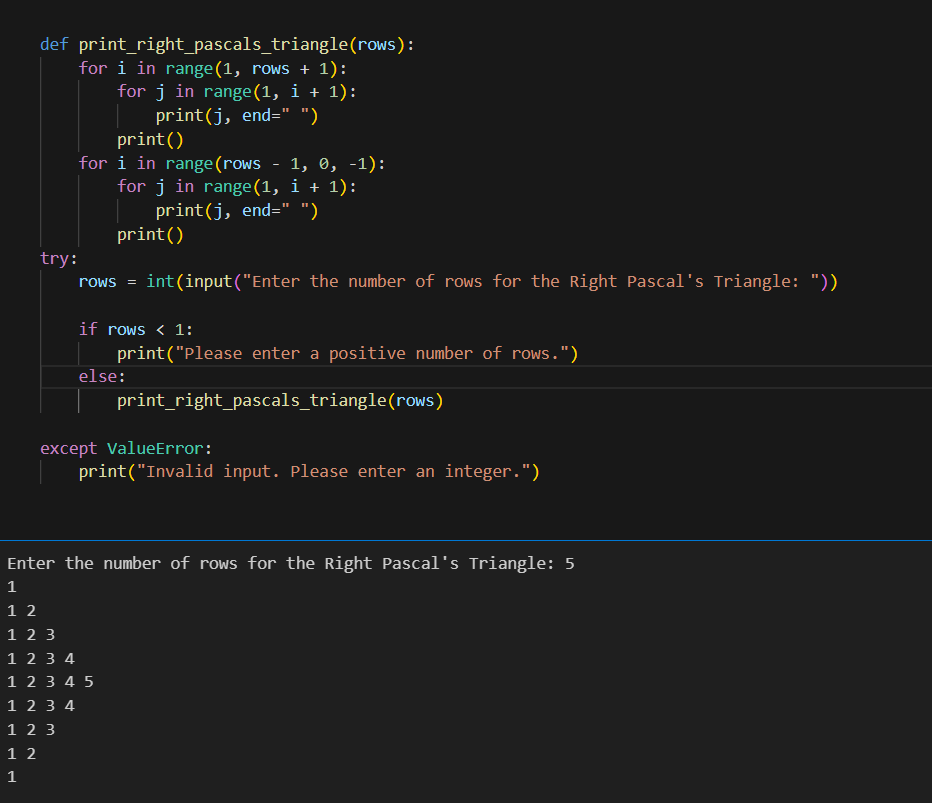 def print_right_pascals_triangle(rows):
    for i in range(1, rows + 1):
        for j in range(1, i + 1):
            print(j, end=" ")
        print()
    for i in range(rows - 1, 0, -1):
        for j in range(1, i + 1):
            print(j, end=" ")
        print()
try:
    rows = int(input("Enter the number of rows for the Right Pascal's Triangle: "))

    if rows < 1:
        print("Please enter a positive number of rows.")
    else:
        print_right_pascals_triangle(rows)

except ValueError:
    print("Invalid input. Please enter an integer.")

Enter the number of rows for the Right Pascal's Triangle: 5
1
1 2
1 2 3
1 2 3 4
1 2 3 4 5
1 2 3 4
1 2 3
1 2
1